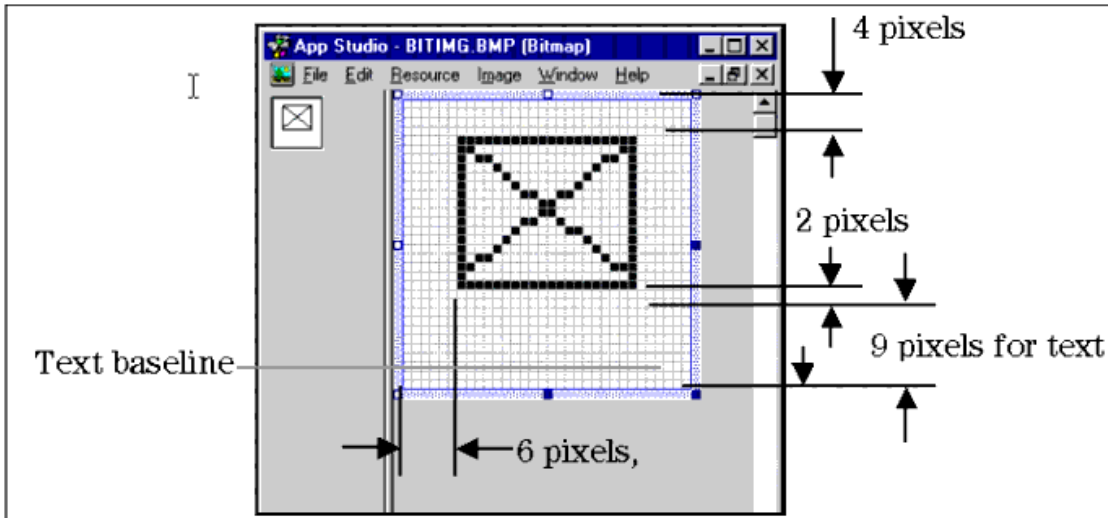 4 pixels
App Studio - BITIMG.BMP (Bitmap)
File Edit Resource Image Window Help
2 pixels
9 pixels for text
Text baseline
6 pixels,